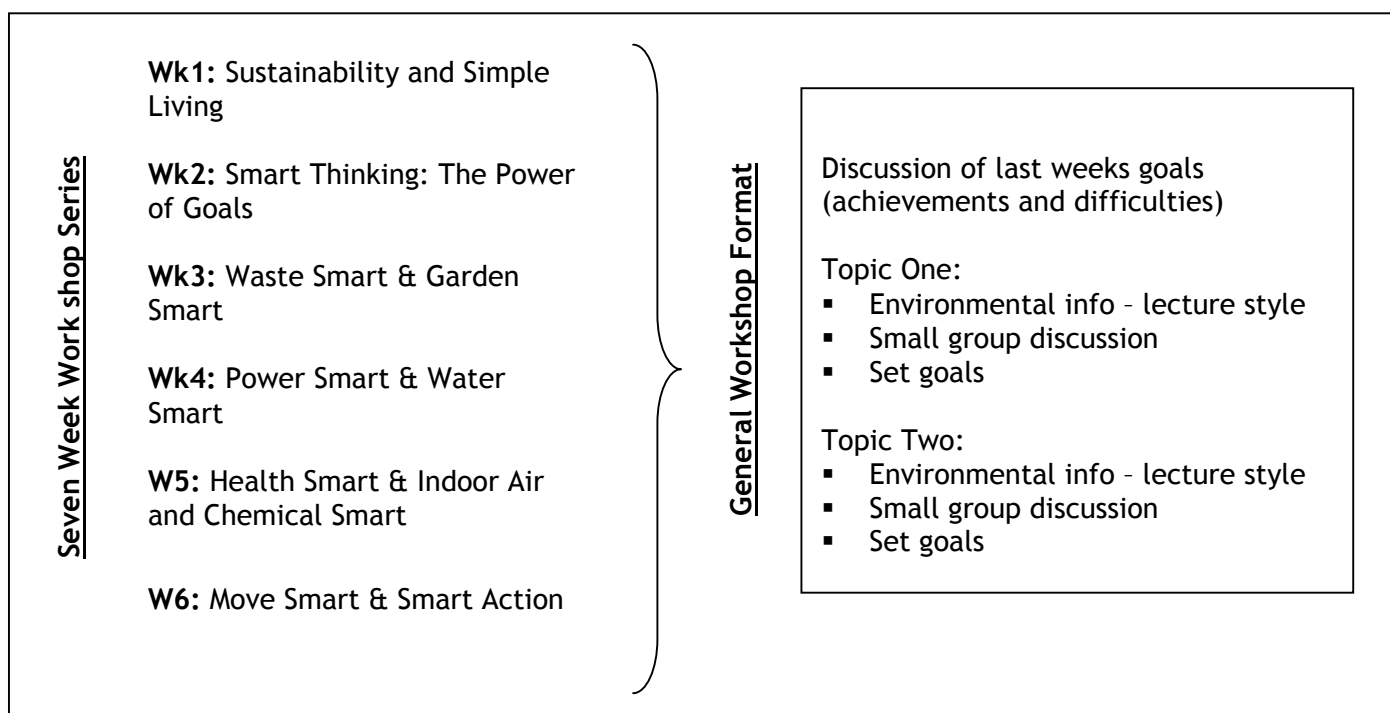 Seven Week Work shop Series
Wk1: Sustainability and Simple
Living
Wk2: Smart Thinking: The Power
of Goals
Wk3: Waste Smart & Garden
Smart
Wk4: Power Smart & Water
Smart
W5: Health Smart & Indoor Air
and Chemical Smart
W6: Move Smart & Smart Action
General Workshop Format
Discussion of last weeks goals
(achievements and difficulties)
Topic One:
▪ Environmental info – lecture style
▪ Small group discussion
▪ Set goals
Topic Two:
▪ Environmental info – lecture style
▪ Small group discussion
▪ Set goals